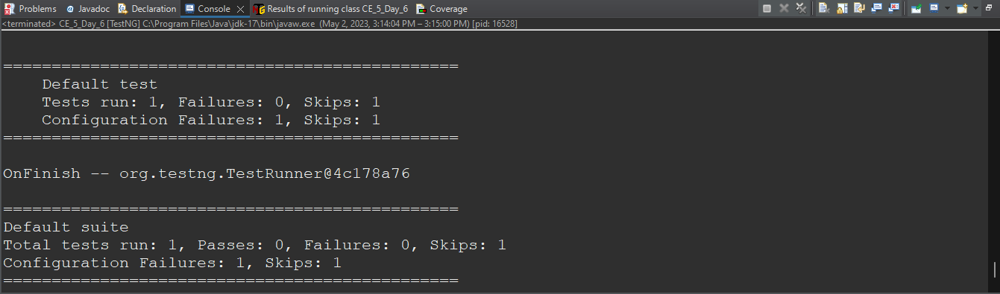 Problems Javadoc Declaration Console Results of running class CE_5_Day_6 Coverage
<terminated> CE_5_Day_6 [TestNG] C:\Program Files\Java\jdk-17\bin\javaw.exe (May 2, 2023, 3:14:04 PM – 3:15:00 PM) [pid: 16528]
===============================================
Default test
Tests run: 1, Failures: 0, Skips: 1
Configuration Failures: 1, Skips: 1
===============================================
OnFinish -- org.testng.TestRunner@4c178a76
===============================================
Default suite
Total tests run: 1, Passes: 0, Failures: 0, Skips: 1
Configuration Failures: 1, Skips: 1
===============================================